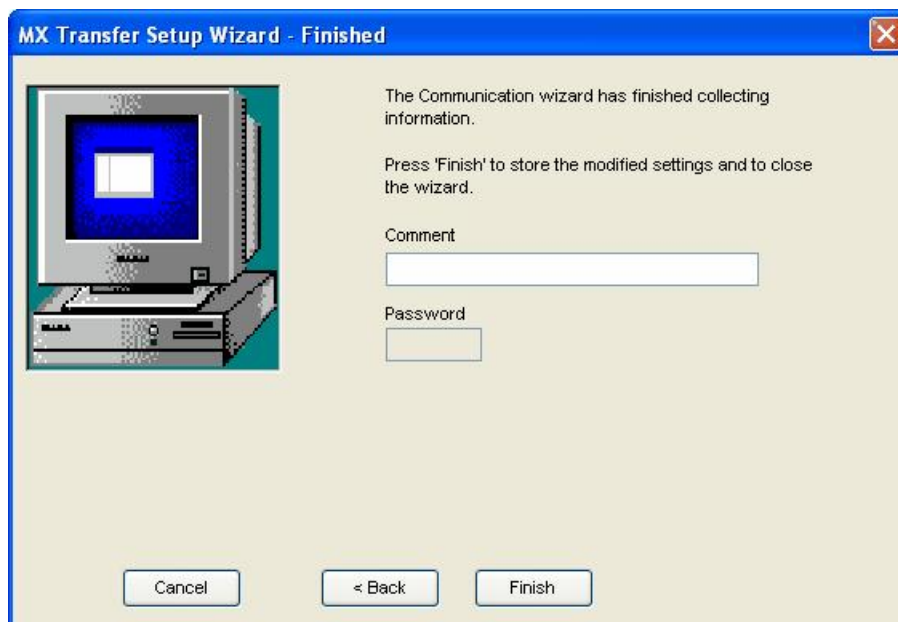 MX Transfer Setup Wizard - Finished
The Communication wizard has finished collecting
information.
Press 'Finish' to store the modified settings and to close
the wizard.
Comment
Password
Cancel
< Back
Finish